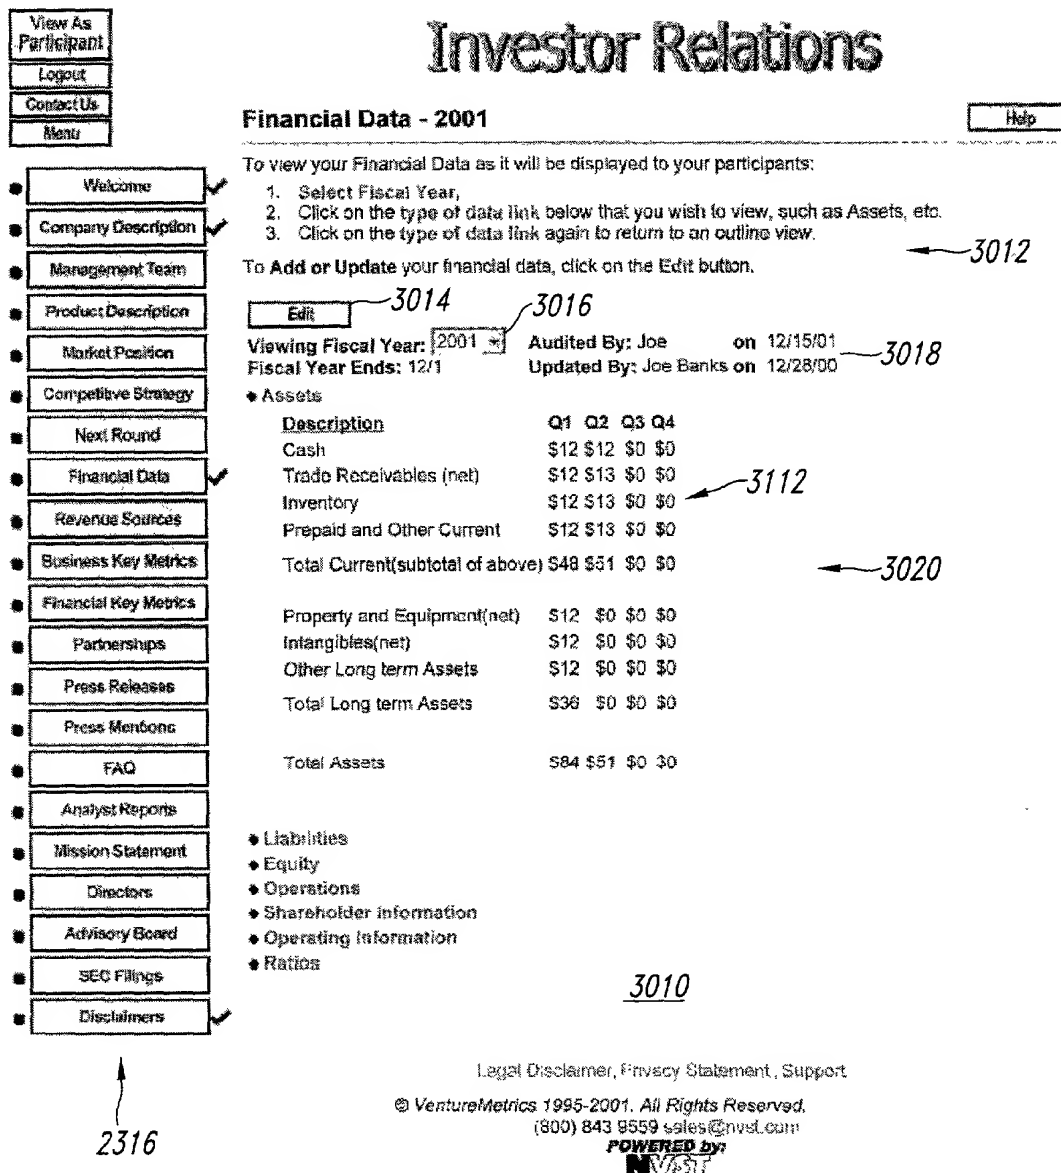 View As
Participant
Logout
Contact Us
Menu
Investor Relations
Financial Data - 2001
Help
To view your Financial Data as it will be displayed to your participants:
1. Select Fiscal Year,
2. Click on the type of data link below that you wish to view, such as Assets, etc.
3. Click on the type of data link again to return to an outline view.
3012
To Add or Update your financial data, click on the Edit button.
Edit
3014
3016
Viewing Fiscal Year: 2001
Audited By: Joe on 12/15/01
3018
Fiscal Year Ends: 12/1
Updated By: Joe Banks on 12/28/00
Assets
Description Q1 Q2 Q3 Q4
Cash $12 $12 $0 $0
Trade Receivables (net) $12 $13 $0 $0
3112
Inventory $12 $13 $0 $0
Prepaid and Other Current $12 $13 $0 $0
Total Current(subtotal of above) $48 $51 $0 $0
3020
Property and Equipment(net) $12 $0 $0 $0
Intangibles(net) $12 $0 $0 $0
Other Long term Assets $12 $0 $0 $0
Total Long term Assets $36 $0 $0 $0
Total Assets $84 $51 $0 $0
Liabilities
Equity
Operations
Shareholder Information
Operating Information
Ratios
3010
Welcome
Company Description
Management Team
Product Description
Market Position
Competitive Strategy
Next Round
Financial Data
Revenue Sources
Business Key Metrics
Financial Key Metrics
Partnerships
Press Releases
Press Mentions
FAQ
Analyst Reports
Mission Statement
Directors
Advisory Board
SEC Filings
Disclaimers
2316
Legal Disclaimer, Privacy Statement, Support
© VentureMetrics 1995-2001. All Rights Reserved.
(800) 843 9559 sales@nvst.com
POWERED by:
NVST